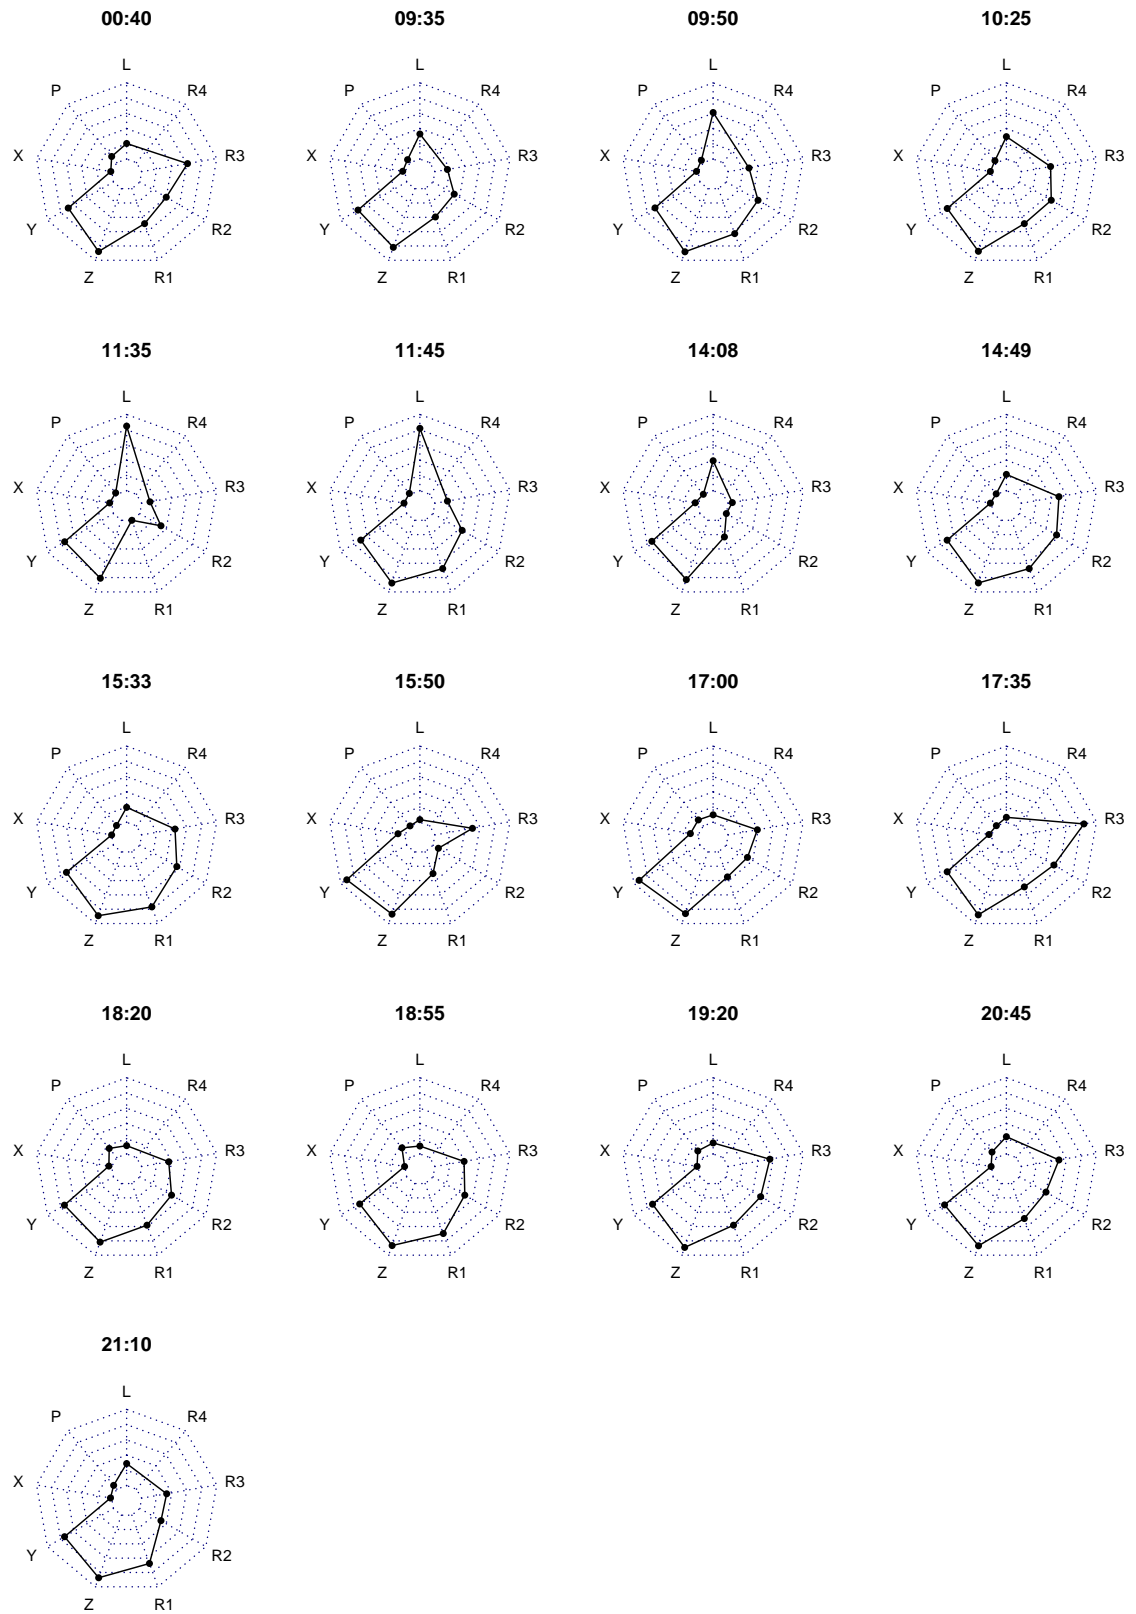 00:40 09:35 09:50 10:25
L L L L
P R4 P R4 P R4 P R4
X R3 X R3 X R3 X R3
Y R2 Y R2 Y R2 Y R2
Z R1 Z R1 Z R1 Z R1
11:35 11:45 14:08 14:49
L L L L
P R4 P R4 P R4 P R4
X R3 X R3 X R3 X R3
Y R2 Y R2 Y R2 Y R2
Z R1 Z R1 Z R1 Z R1
15:33 15:50 17:00 17:35
L L L L
P R4 P R4 P R4 P R4
X R3 X R3 X R3 X R3
Y R2 Y R2 Y R2 Y R2
Z R1 Z R1 Z R1 Z R1
18:20 18:55 19:20 20:45
L L L L
P R4 P R4 P R4 P R4
X R3 X R3 X R3 X R3
Y R2 Y R2 Y R2 Y R2
Z R1 Z R1 Z R1 Z R1
21:10
L
P R4
X R3
Y R2
Z R1